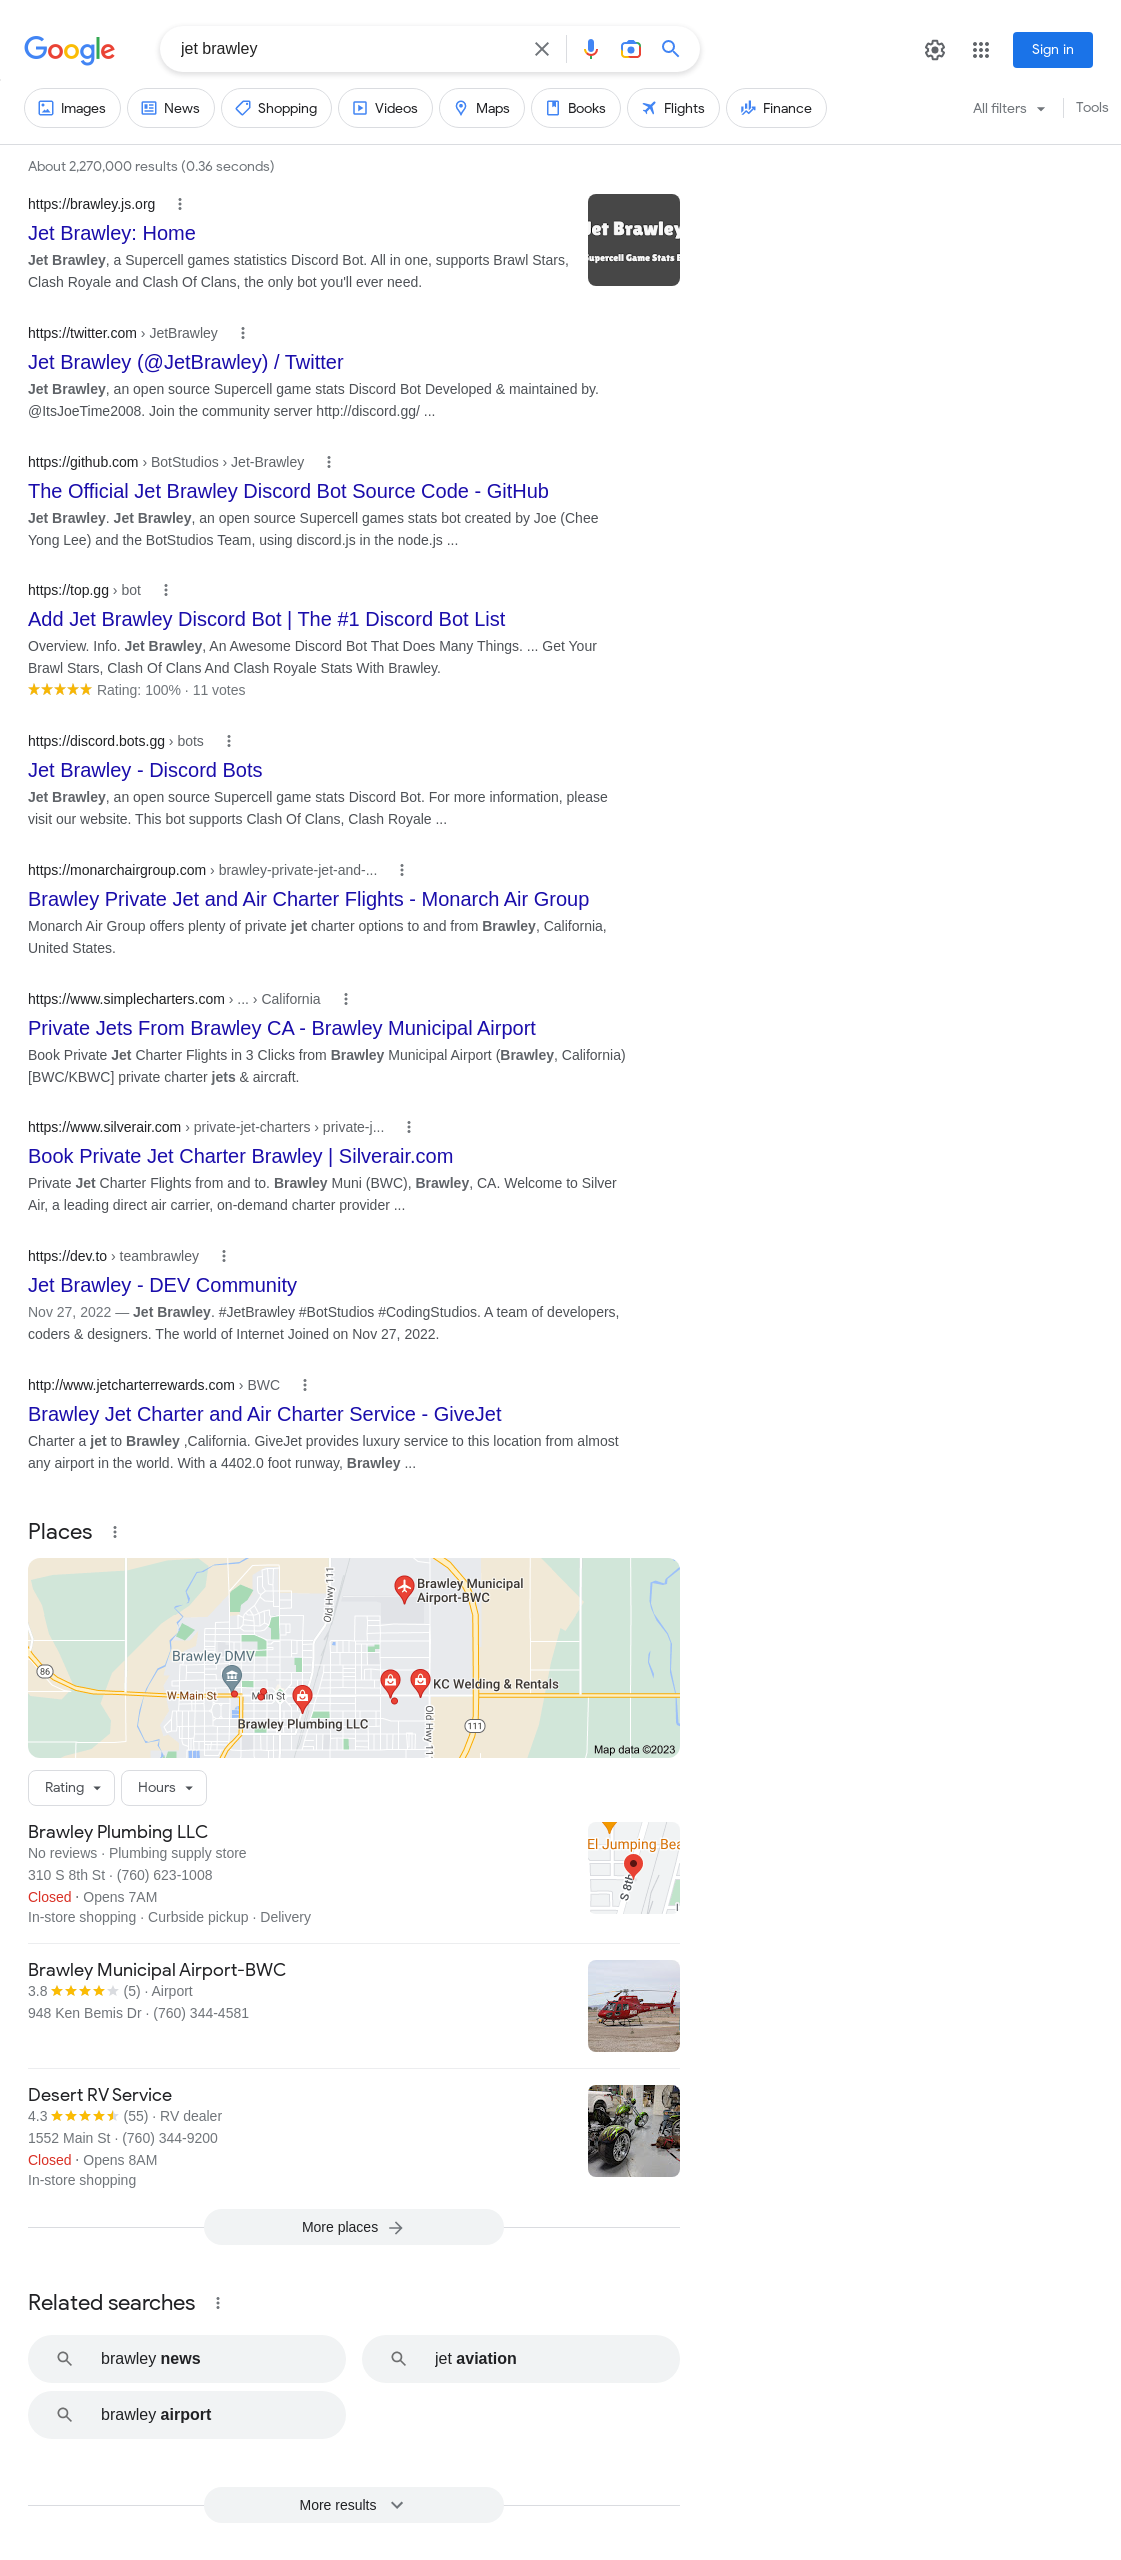 Google
jet brawley
Sign in
Images
News
Shopping
Videos
Maps
Books
Flights
Finance
All filters
Tools
About 2,270,000 results (0.36 seconds)
https://brawley.js.org
Jet Brawley: Home
Jet Brawley, a Supercell games statistics Discord Bot. All in one, supports Brawl Stars,
Clash Royale and Clash Of Clans, the only bot you'll ever need.
Jet Brawley
Supercell Game Stats
https://twitter.com › JetBrawley
Jet Brawley (@JetBrawley) / Twitter
Jet Brawley, an open source Supercell game stats Discord Bot Developed & maintained by.
@ItsJoeTime2008. Join the community server http://discord.gg/ ...
https://github.com › BotStudios › Jet-Brawley
The Official Jet Brawley Discord Bot Source Code - GitHub
Jet Brawley. Jet Brawley, an open source Supercell games stats bot created by Joe (Chee
Yong Lee) and the BotStudios Team, using discord.js in the node.js ...
https://top.gg › bot
Add Jet Brawley Discord Bot | The #1 Discord Bot List
Overview. Info. Jet Brawley, An Awesome Discord Bot That Does Many Things. ... Get Your
Brawl Stars, Clash Of Clans And Clash Royale Stats With Brawley.
Rating: 100% · 11 votes
https://discord.bots.gg › bots
Jet Brawley - Discord Bots
Jet Brawley, an open source Supercell game stats Discord Bot. For more information, please
visit our website. This bot supports Clash Of Clans, Clash Royale ...
https://monarchairgroup.com › brawley-private-jet-and-...
Brawley Private Jet and Air Charter Flights - Monarch Air Group
Monarch Air Group offers plenty of private jet charter options to and from Brawley, California,
United States.
https://www.simplecharters.com › ... › California
Private Jets From Brawley CA - Brawley Municipal Airport
Book Private Jet Charter Flights in 3 Clicks from Brawley Municipal Airport (Brawley, California)
[BWC/KBWC] private charter jets & aircraft.
https://www.silverair.com › private-jet-charters › private-j...
Book Private Jet Charter Brawley | Silverair.com
Private Jet Charter Flights from and to. Brawley Muni (BWC), Brawley, CA. Welcome to Silver
Air, a leading direct air carrier, on-demand charter provider ...
https://dev.to › teambrawley
Jet Brawley - DEV Community
Nov 27, 2022 — Jet Brawley. #JetBrawley #BotStudios #CodingStudios. A team of developers,
coders & designers. The world of Internet Joined on Nov 27, 2022.
http://www.jetcharterrewards.com › BWC
Brawley Jet Charter and Air Charter Service - GiveJet
Charter a jet to Brawley ,California. GiveJet provides luxury service to this location from almost
any airport in the world. With a 4402.0 foot runway, Brawley ...
Places
Old Hwy 111
Brawley Municipal
Airport-BWC
Brawley DMV
86
W Main St
Main St
KC Welding & Rentals
Brawley Plumbing LLC
Old Hwy 11
111
Map data ©2023
Rating
Hours
Brawley Plumbing LLC
No reviews · Plumbing supply store
310 S 8th St · (760) 623-1008
Closed · Opens 7AM
In-store shopping · Curbside pickup · Delivery
El Jumping Bea
S 8th
Brawley Municipal Airport-BWC
3.8 (5) · Airport
948 Ken Bemis Dr · (760) 344-4581
Desert RV Service
4.3 (55) · RV dealer
1552 Main St · (760) 344-9200
Closed · Opens 8AM
In-store shopping
More places
Related searches
brawley news
jet aviation
brawley airport
More results